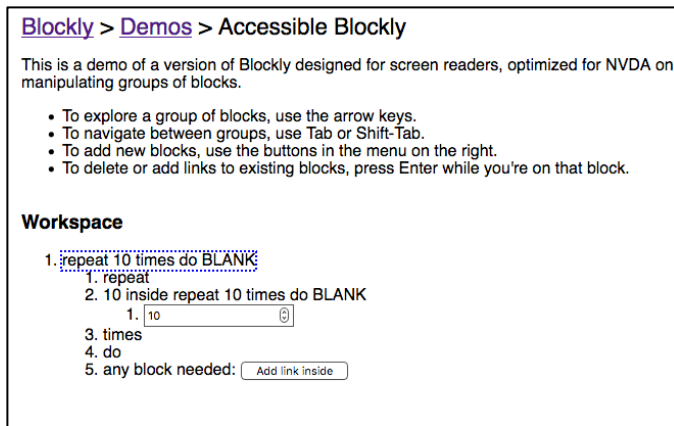 Blockly > Demos > Accessible Blockly
This is a demo of a version of Blockly designed for screen readers, optimized for NVDA on
manipulating groups of blocks.
• To explore a group of blocks, use the arrow keys.
• To navigate between groups, use Tab or Shift-Tab.
• To add new blocks, use the buttons in the menu on the right.
• To delete or add links to existing blocks, press Enter while you're on that block.
Workspace
1. repeat 10 times do BLANK
1. repeat
2. 10 inside repeat 10 times do BLANK
1. 10
3. times
4. do
5. any block needed: Add link inside